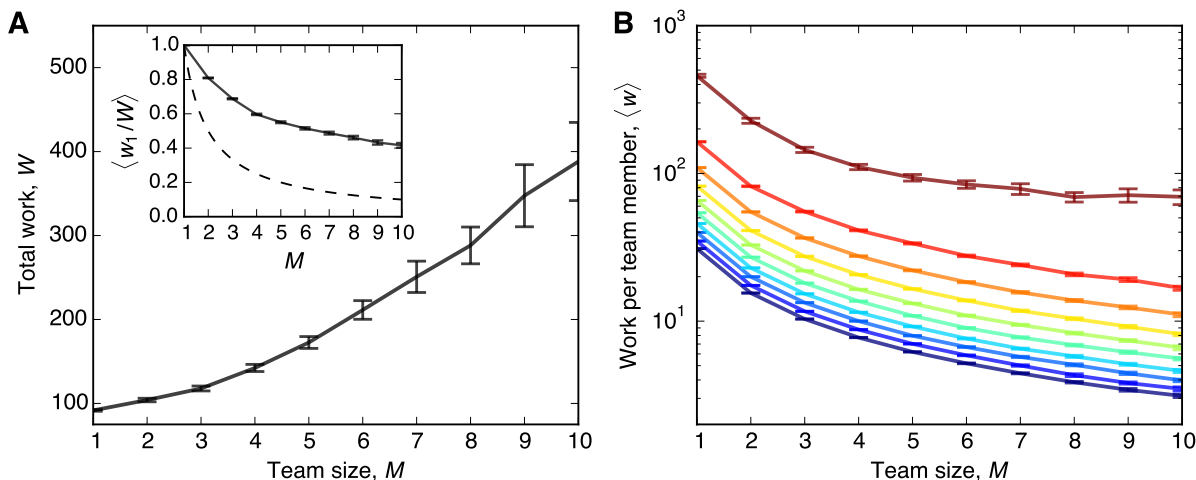 A
Total work, W
500
400
300
200
100
1 2 3 4 5 6 7 8 9 10
Team size, M
⟨w₁/W⟩
1.0
0.8
0.6
0.4
0.2
0.0
1 2 3 4 5 6 7 8 9 10
M
B
Work per team member, ⟨w⟩
10³
10²
10¹
1 2 3 4 5 6 7 8 9 10
Team size, M